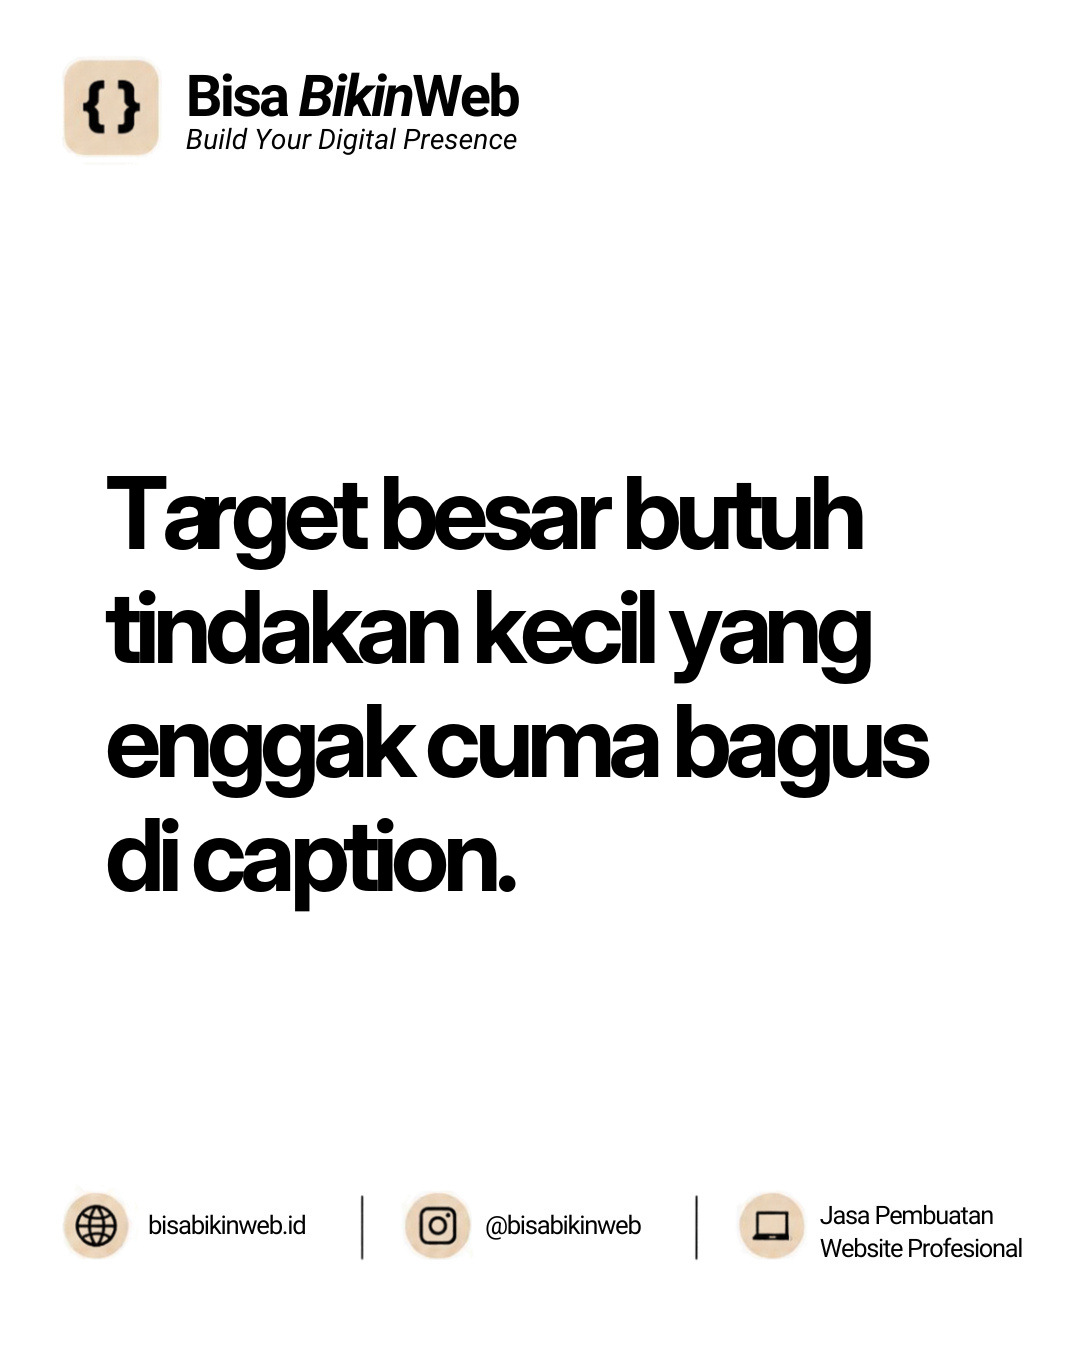 { }
Bisa BikinWeb
Build Your Digital Presence
Target besar butuh
tindakan kecil yang
enggak cuma bagus
di caption.
bisabikinweb.id
@bisabikinweb
Jasa Pembuatan
Website Profesional